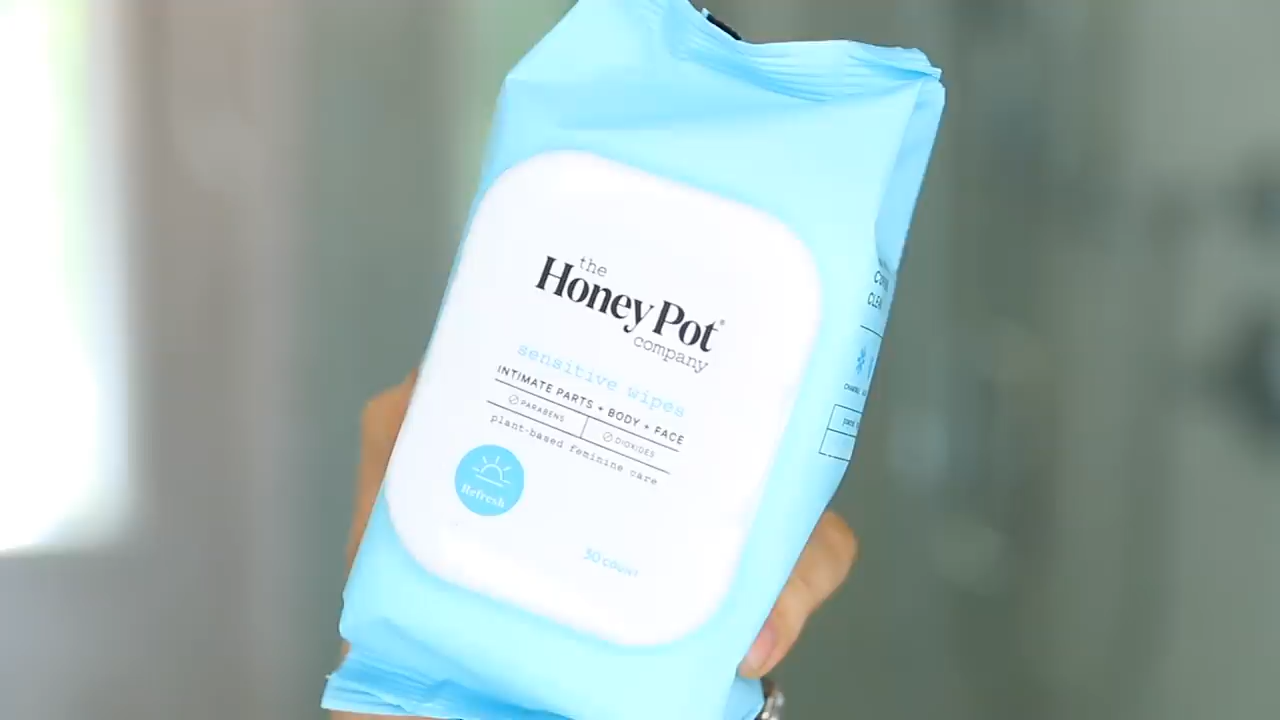 the
Honey Pot®
company
sensitive wipes
INTIMATE PARTS + BODY + FACE
PARABENS
DIOXIDES
plant-based feminine care
Refresh
30 COUNT